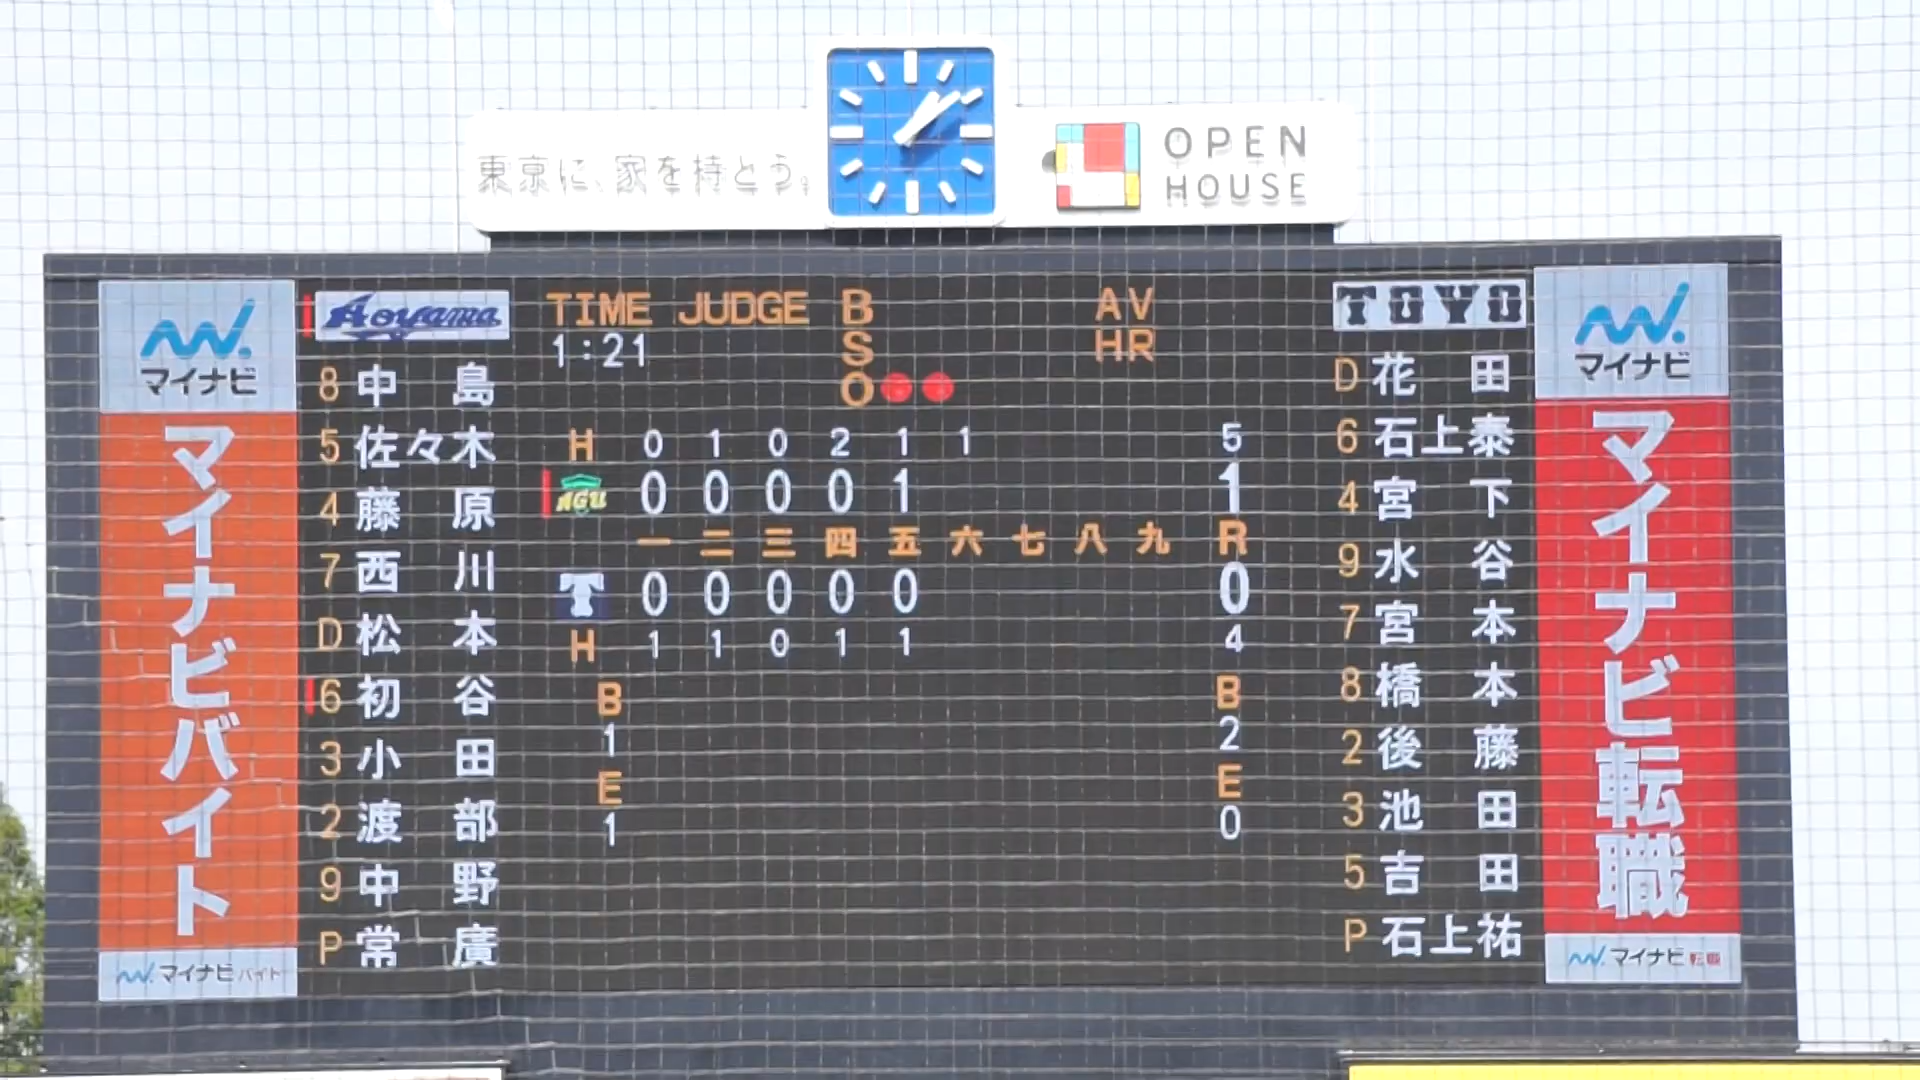 東京に、家を持とう。
OPEN
HOUSE
マイナビ
マイナビバイト
マイナビバイト
Aoyama
8 中島
5 佐々木
4 藤原
7 西川
D 松本
6 初谷
3 小田
2 渡部
9 中野
P 常廣
TIME JUDGE B AV
1:21 S HR
O
H 0 1 0 2 1 1 5
AGU 0 0 0 0 1 1
一 二 三 四 五 六 七 八 九 R
T 0 0 0 0 0 0
H 1 1 0 1 1 4
B B
1 2
E E
1 0
TOYO
D 花田
6 石上泰
4 宮下
9 水谷
7 宮本
8 橋本
2 後藤
3 池田
5 吉田
P 石上祐
マイナビ
マイナビ転職
マイナビ転職